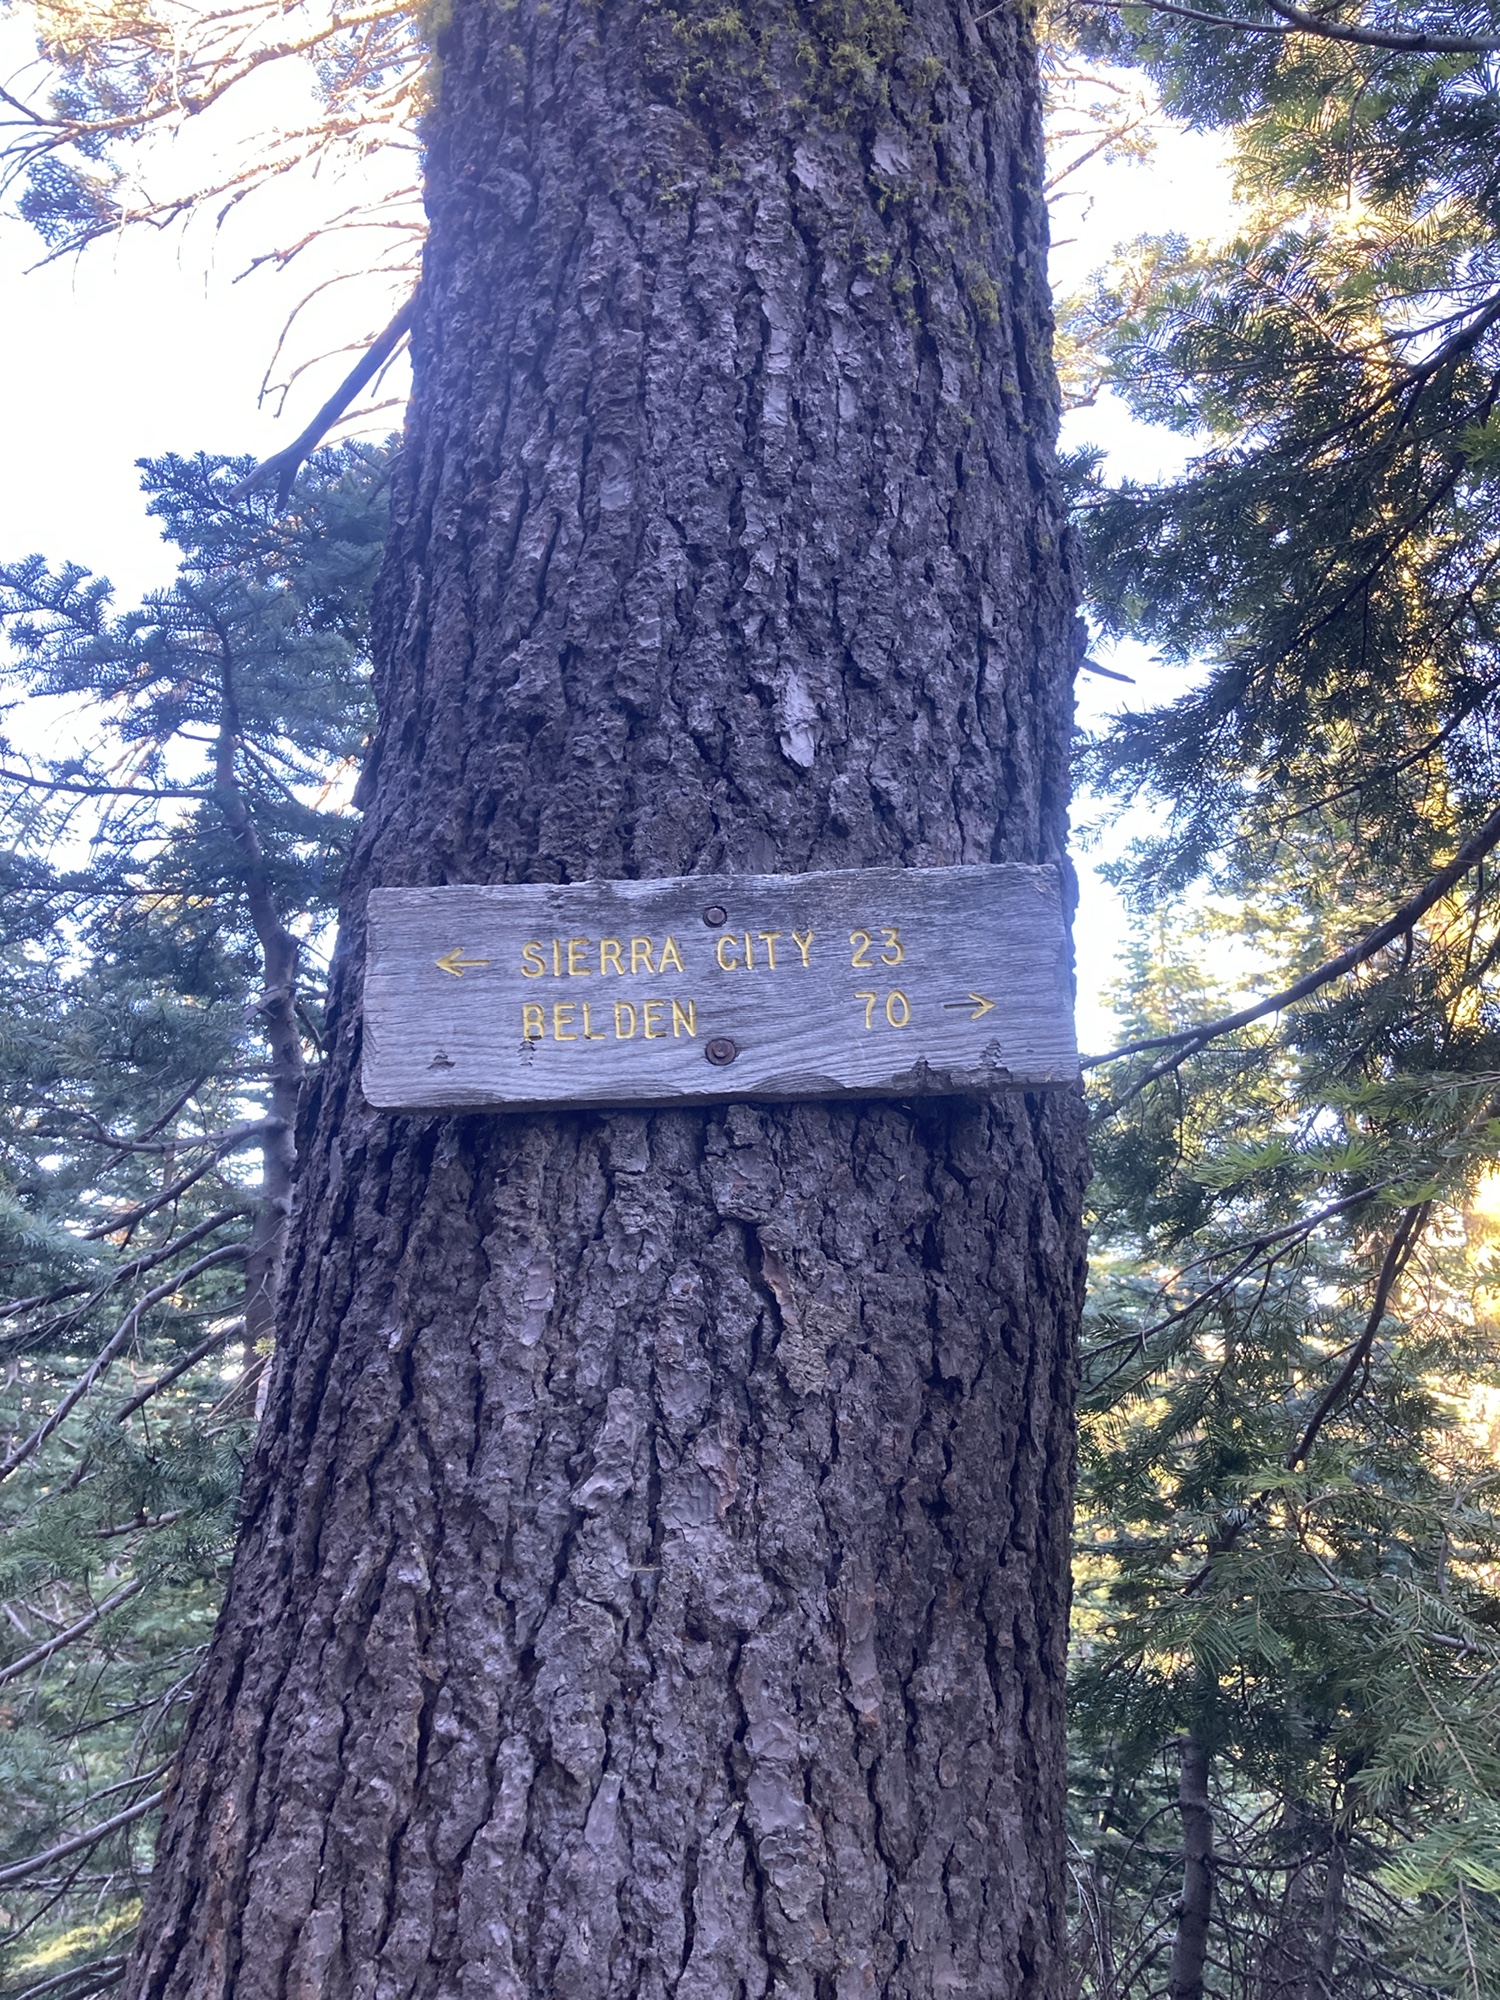 ← SIERRA CITY 23
BELDEN 70 →